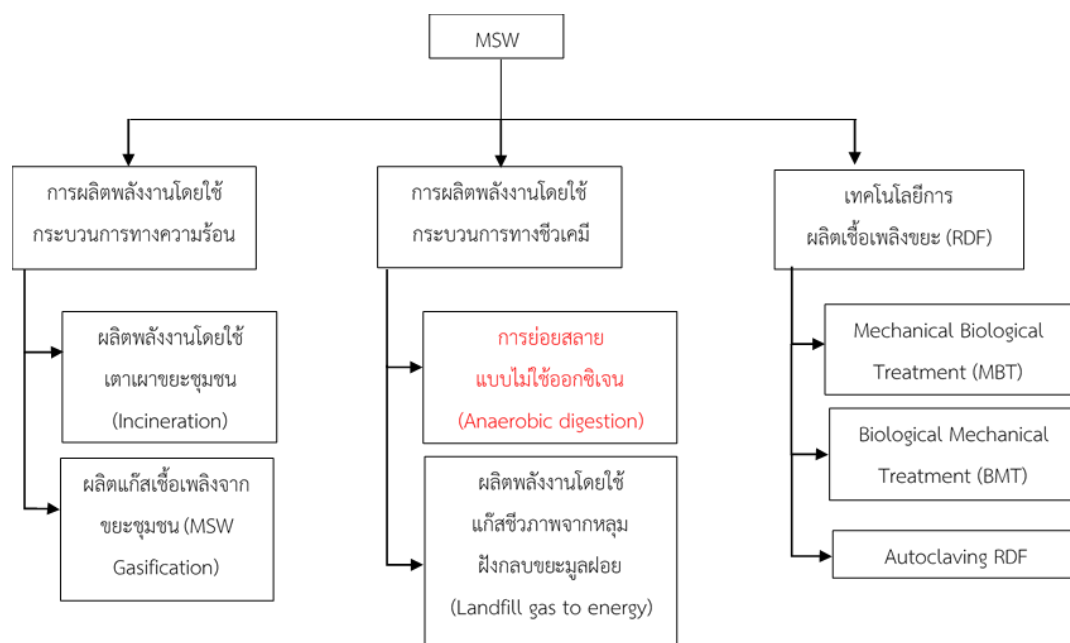 MSW
การผลิตพลังงานโดยใช้
กระบวนการทางความร้อน
ผลิตพลังงานโดยใช้
เตาเผาขยะชุมชน
(Incineration)
ผลิตแก๊สเชื้อเพลิงจาก
ขยะชุมชน (MSW
Gasification)
การผลิตพลังงานโดยใช้
กระบวนการทางชีวเคมี
การย่อยสลาย
แบบไม่ใช้ออกซิเจน
(Anaerobic digestion)
ผลิตพลังงานโดยใช้
แก๊สชีวภาพจากหลุม
ฝังกลบขยะมูลฝอย
(Landfill gas to energy)
เทคโนโลยีการ
ผลิตเชื้อเพลิงขยะ (RDF)
Mechanical Biological
Treatment (MBT)
Biological Mechanical
Treatment (BMT)
Autoclaving RDF